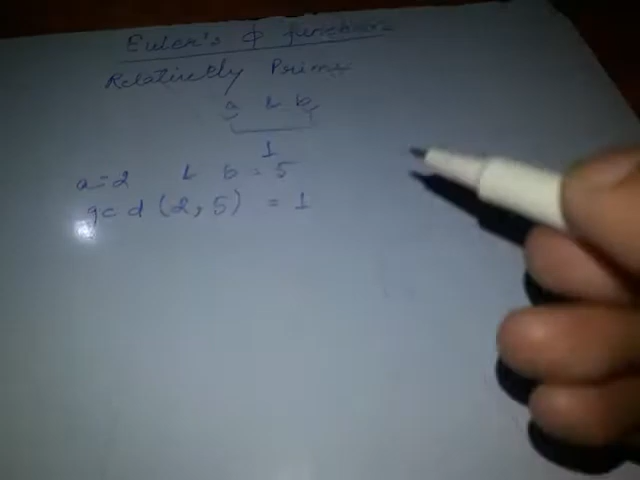 Euler's ϕ function
Relatively Prime
a & b
1
a=2 & b = 5
gcd (2, 5) = 1